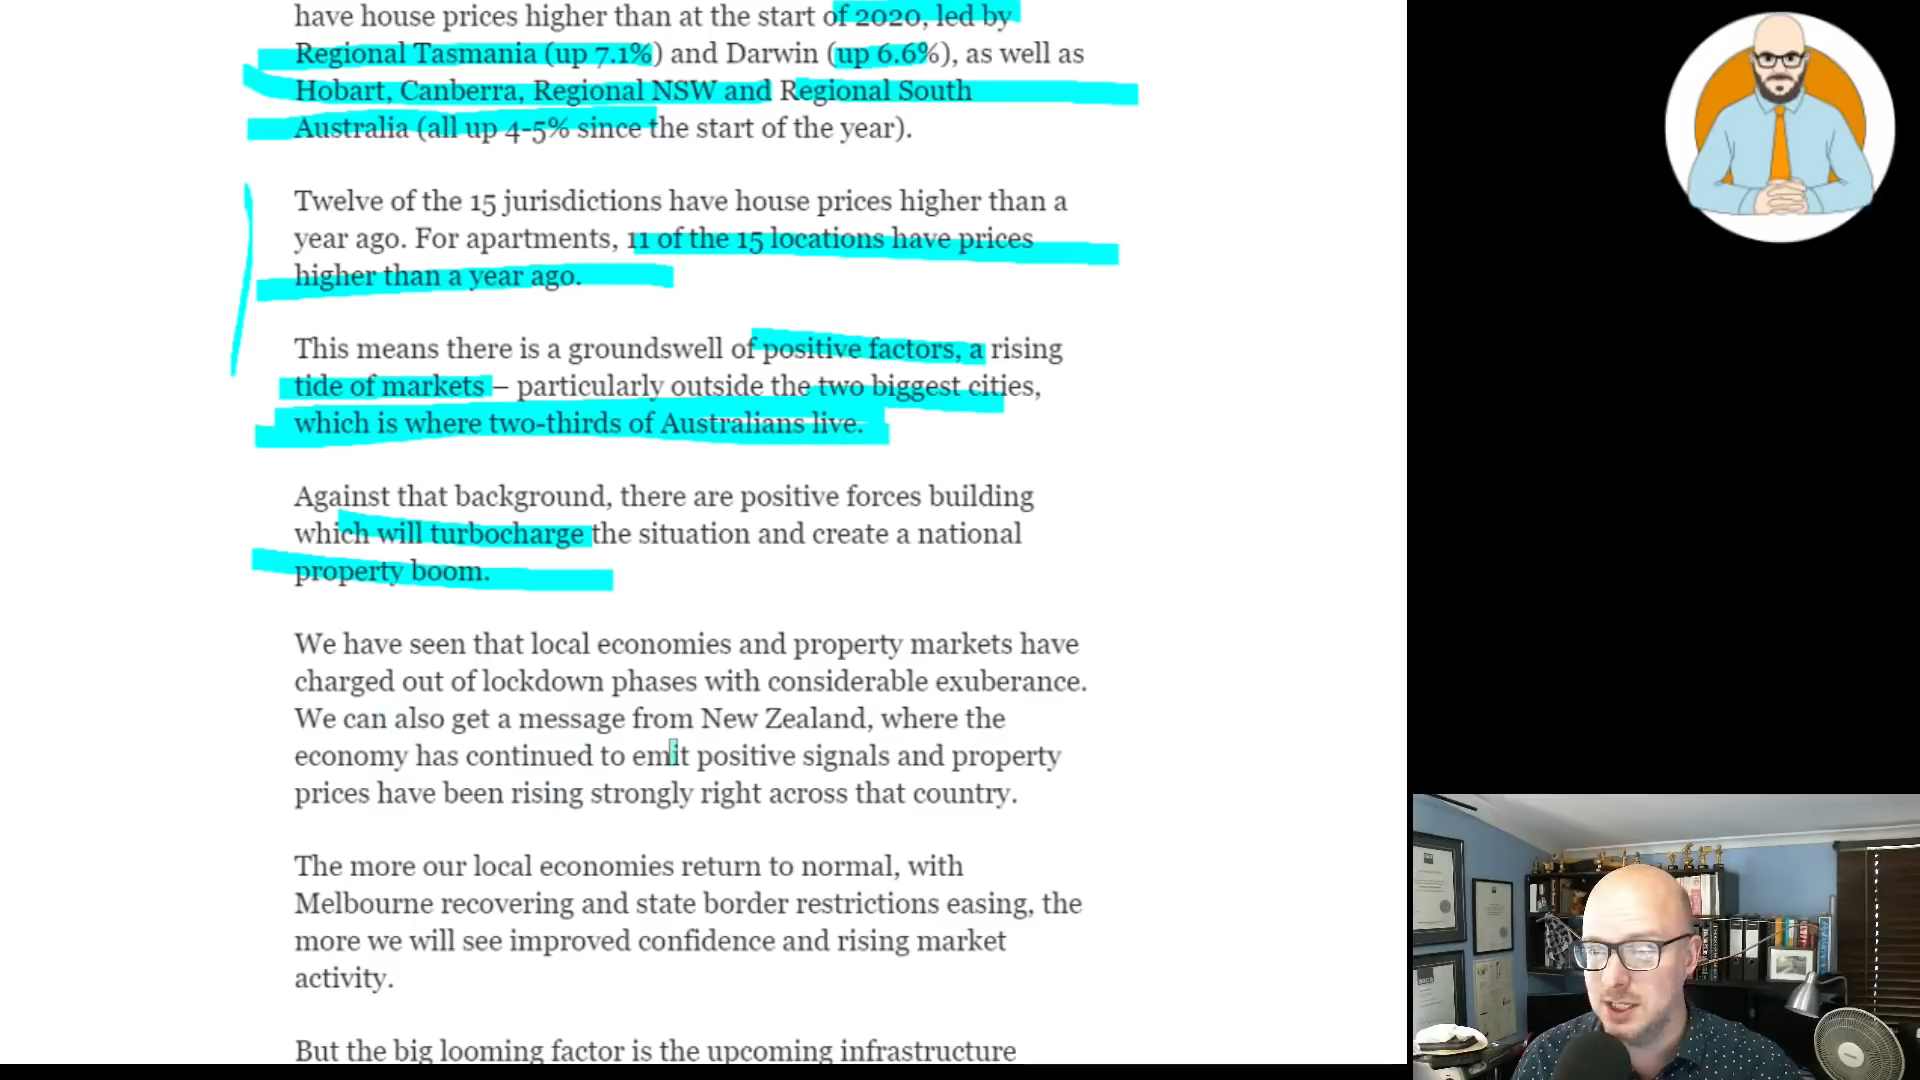 have house prices higher than at the start of 2020, led by
Regional Tasmania (up 7.1%) and Darwin (up 6.6%), as well as
Hobart, Canberra, Regional NSW and Regional South
Australia (all up 4-5% since the start of the year).
Twelve of the 15 jurisdictions have house prices higher than a
year ago. For apartments, 11 of the 15 locations have prices
higher than a year ago.
This means there is a groundswell of positive factors, a rising
tide of markets – particularly outside the two biggest cities,
which is where two-thirds of Australians live.
Against that background, there are positive forces building
which will turbocharge the situation and create a national
property boom.
We have seen that local economies and property markets have
charged out of lockdown phases with considerable exuberance.
We can also get a message from New Zealand, where the
economy has continued to emit positive signals and property
prices have been rising strongly right across that country.
The more our local economies return to normal, with
Melbourne recovering and state border restrictions easing, the
more we will see improved confidence and rising market
activity.
But the big looming factor is the upcoming infrastructure